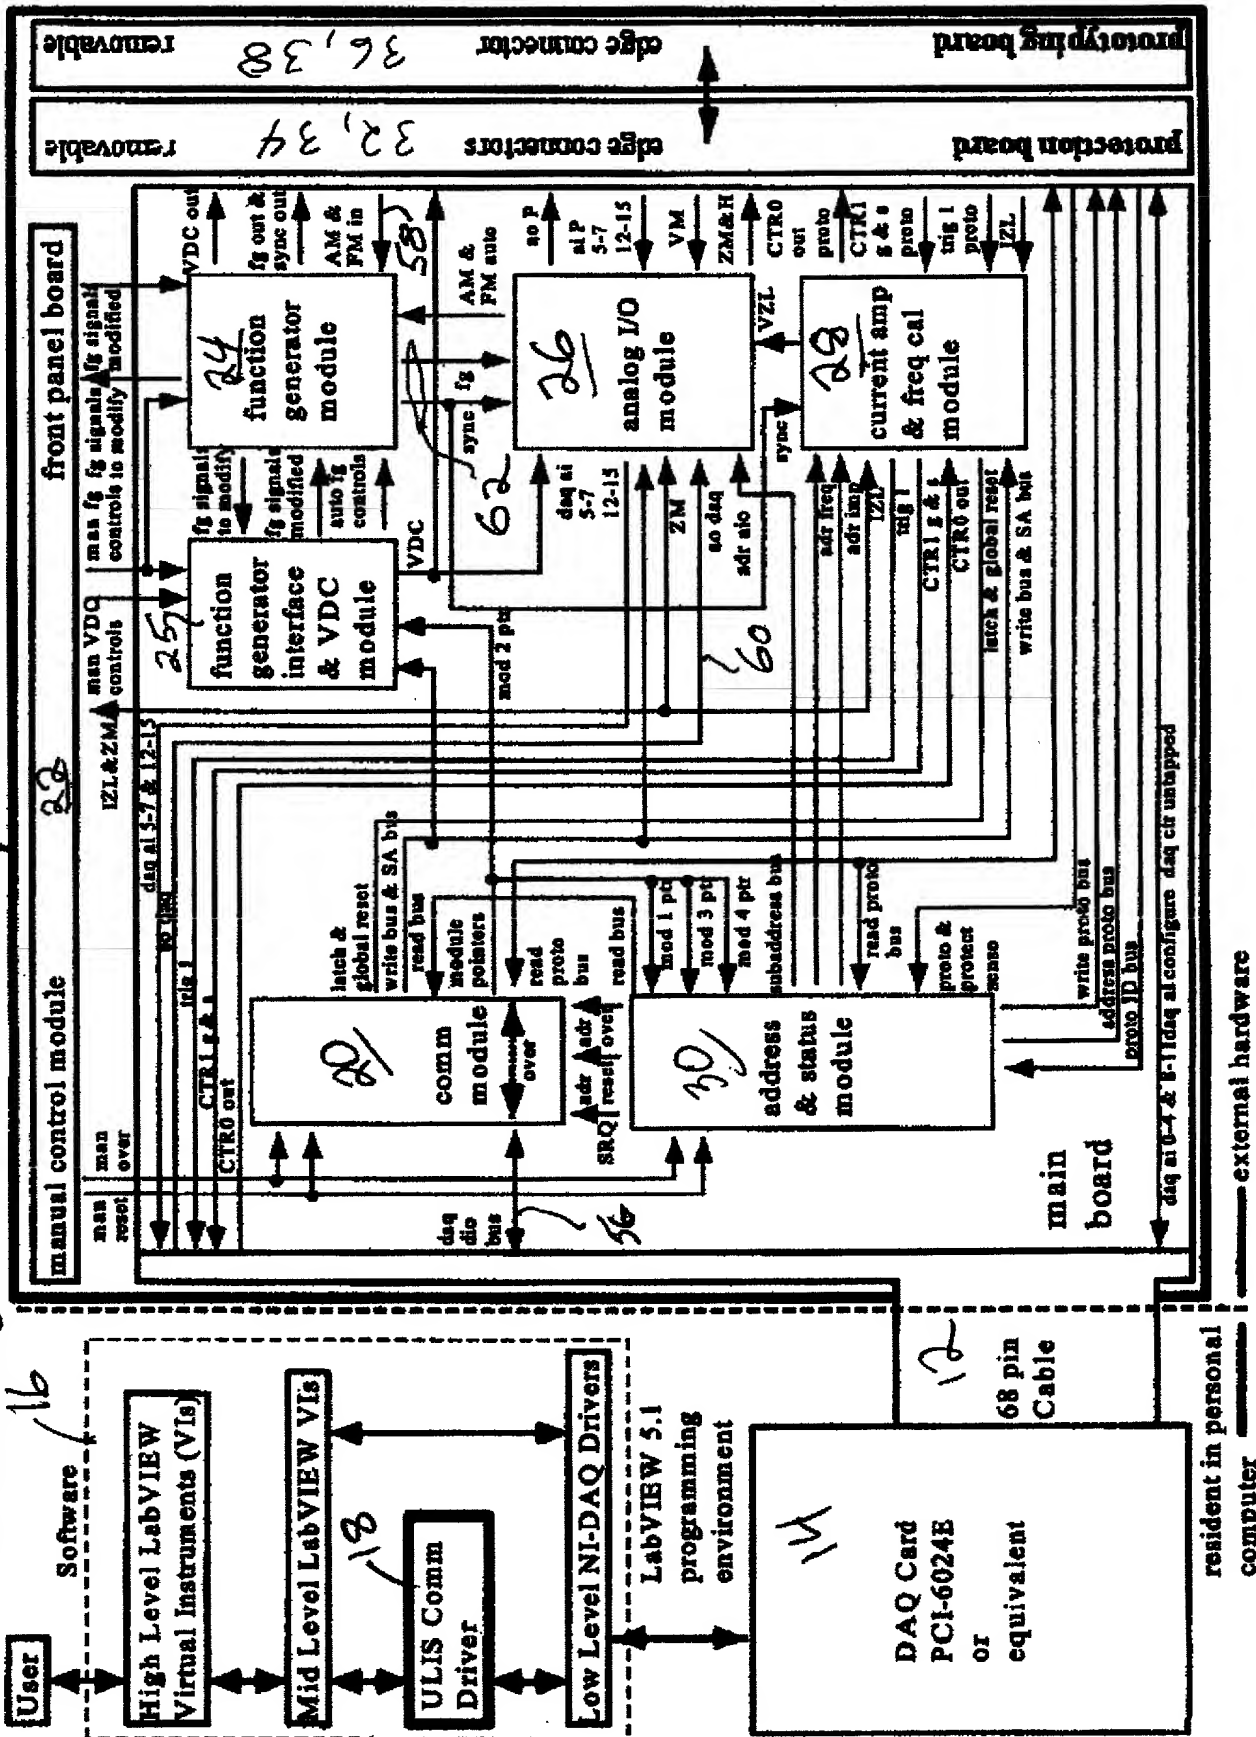 User
Software
16
High Level LabVIEW
Virtual Instruments (VIs)
Mid Level LabVIEW VIs
18
ULIS Comm
Driver
Low Level NI-DAQ Drivers
LabVIEW 5.1
programming
environment
14
DAQ Card
PCI-6024E
or
equivalent
12
68 pin
Cable
resident in personal
computer
external hardware
manual control module
22
front panel board
man
reset
man
over
IZL&ZM
man VDC
controls
man fg
controls
fg signals
to modify
fg signals
modified
daq ai 5-7 & 12-15
ao daq
trig 1
CTR1 g & s
CTR0 out
daq
dio
bus
56
20
comm
module
over
latch &
global reset
write bus & SA bus
read bus
module
pointers
read
proto
bus
SRQ
adr
reset
adr
over
read bus
30
address
& status
module
mod 1 ptr
mod 3 ptr
mod 4 ptr
subaddress bus
read proto
bus
proto &
protect
sense
write proto bus
address proto bus
proto ID bus
daq ai 0-4 & 8-11 daq ai configure daq ctr untapped
main
board
25
function
generator
interface
& VDC
module
mod 2 ptr
fg signals
to modify
fg signals
modified
auto fg
controls
VDC
24
function
generator
module
VDC out
fg out &
sync out
AM &
FM in
58
62
sync
fg
AM &
FM auto
26
analog I/O
module
daq ai
5-7
12-15
ZM
ao daq
adr aio
60
ao P
ai P
5-7
12-15
VM
ZM&H
VZL
sync
28
current amp
& freq cal
module
adr freq
adr imp
IZL
trig 1
CTR1 g & s
CTR0 out
latch & global reset
write bus & SA bus
CTR0
out
proto
CTR1
g & s
proto
trig 1
proto
IZL
protection board
edge connectors
32, 34
removable
prototyping board
edge connector
36, 38
removable